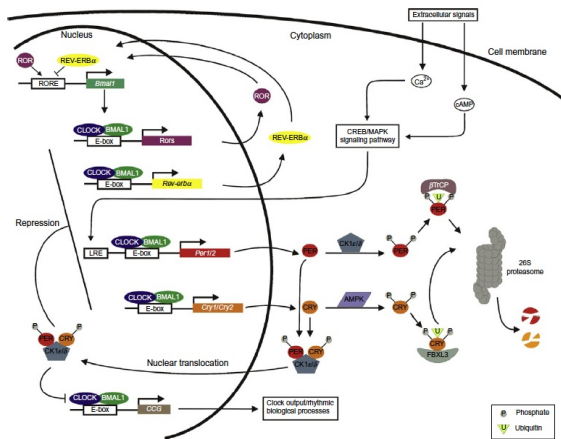 Extracellular signals
Nucleus
Cytoplasm
Cell membrane
ROR
REV-ERBα
RORE
Bmal1
Ca2+
cAMP
ROR
CLOCK
BMAL1
E-box
Rors
REV-ERBα
CREB/MAPK
signaling pathway
CLOCK
BMAL1
E-box
Rev-erbα
βTrCP
P
U
P
PER
Repression
LRE
CLOCK
BMAL1
E-box
Per1/2
PER
CK1ε/δ
P
P
PER
26S
proteasome
CLOCK
BMAL1
E-box
Cry1/Cry2
CRY
AMPK
P
P
CRY
P
U
P
CRY
FBXL3
P
P
PER
CRY
CK1ε/δ
Nuclear translocation
P
P
PER
CRY
CK1ε/δ
CLOCK
BMAL1
E-box
CCG
Clock output/rhythmic
biological processes
P Phosphate
U Ubiquitin